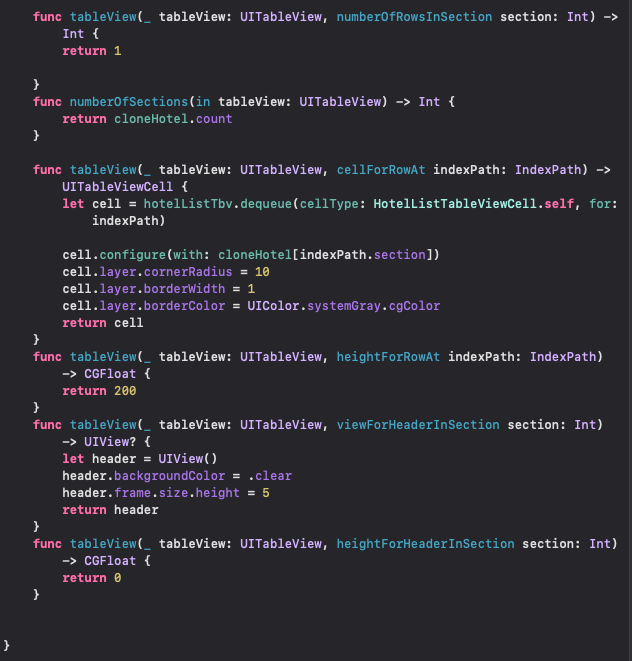 func tableView(_ tableView: UITableView, numberOfRowsInSection section: Int) ->
Int {
return 1
}
func numberOfSections(in tableView: UITableView) -> Int {
return cloneHotel.count
}
func tableView(_ tableView: UITableView, cellForRowAt indexPath: IndexPath) ->
UITableViewCell {
let cell = hotelListTbv.dequeue(cellType: HotelListTableViewCell.self, for:
indexPath)
cell.configure(with: cloneHotel[indexPath.section])
cell.layer.cornerRadius = 10
cell.layer.borderWidth = 1
cell.layer.borderColor = UIColor.systemGray.cgColor
return cell
}
func tableView(_ tableView: UITableView, heightForRowAt indexPath: IndexPath)
-> CGFloat {
return 200
}
func tableView(_ tableView: UITableView, viewForHeaderInSection section: Int)
-> UIView? {
let header = UIView()
header.backgroundColor = .clear
header.frame.size.height = 5
return header
}
func tableView(_ tableView: UITableView, heightForHeaderInSection section: Int)
-> CGFloat {
return 0
}
}